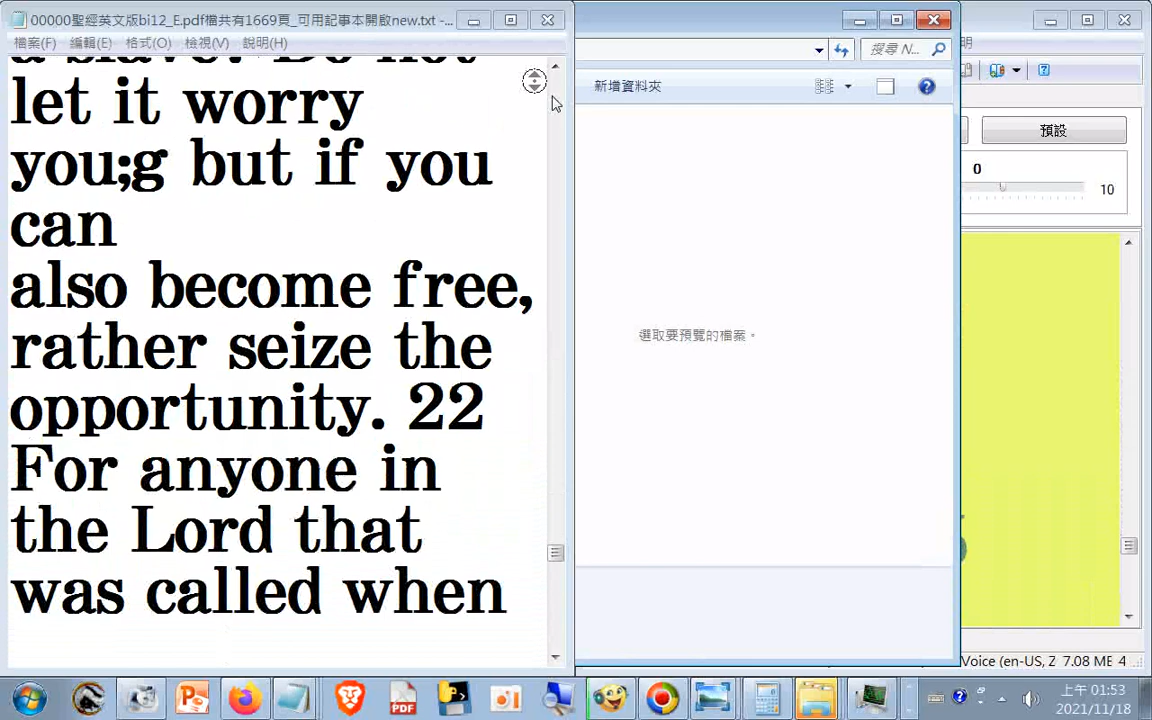 00000聖經英文版bi12_E.pdf檔共有1669頁_可用記事本開啟new.txt -...
檔案(F) 編輯(E) 格式(O) 檢視(V) 說明(H)
let it worry
you;g but if you
can
also become free,
rather seize the
opportunity. 22
For anyone in
the Lord that
was called when
搜尋 N...
新增資料夾
選取要預覽的檔案。
明
預設
0
10
Voice (en-US, Z 7.08 ME 4
上午 01:53
2021/11/18